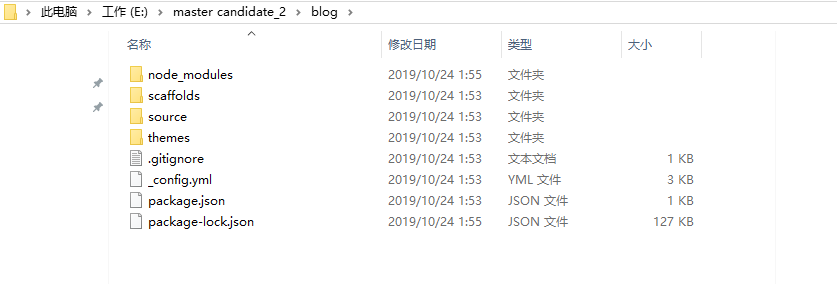 此电脑 > 工作 (E:) > master candidate_2 > blog >
名称 修改日期 类型 大小
node_modules 2019/10/24 1:55 文件夹
scaffolds 2019/10/24 1:53 文件夹
source 2019/10/24 1:53 文件夹
themes 2019/10/24 1:53 文件夹
.gitignore 2019/10/24 1:53 文本文档 1 KB
_config.yml 2019/10/24 1:53 YML 文件 3 KB
package.json 2019/10/24 1:53 JSON 文件 1 KB
package-lock.json 2019/10/24 1:55 JSON 文件 127 KB